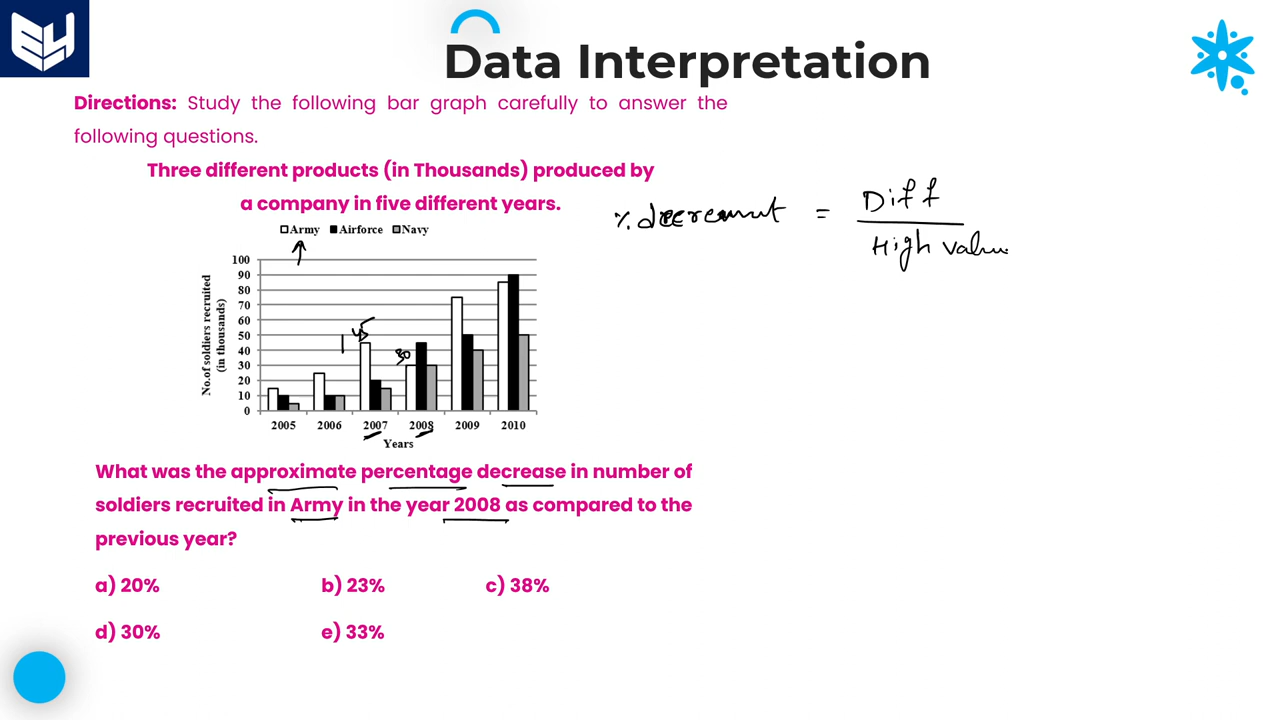 Data Interpretation
Directions: Study the following bar graph carefully to answer the
following questions.
Three different products (in Thousands) produced by
a company in five different years.
Army Airforce Navy
No.of soldiers recruited
(in thousands)
100
90
80
70
60
50
40
30
20
10
0
45
30
2005 2006 2007 2008 2009 2010
Years
% decrement = Diff
High value
What was the approximate percentage decrease in number of
soldiers recruited in Army in the year 2008 as compared to the
previous year?
a) 20% b) 23% c) 38%
d) 30% e) 33%